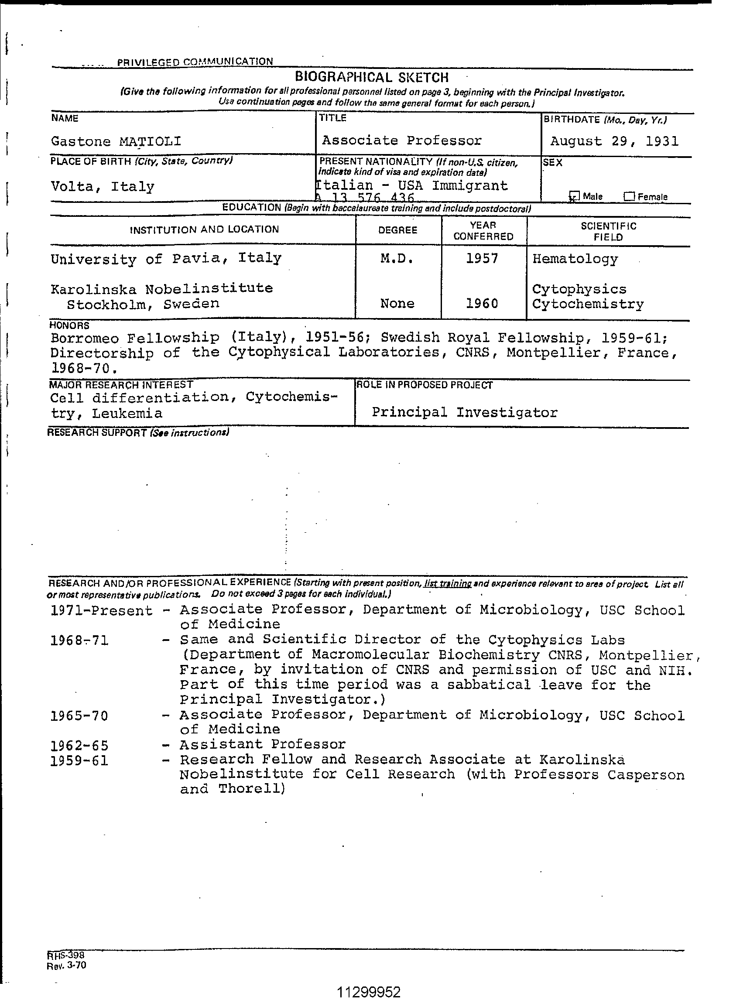 PRIVILEGED COMMUNICATION
BIOGRAPHICAL SKETCH
(Give the following information for all professional personnel listed on page 3, beginning with the Principal Investigator.
Use continuation pages and follow the same general format for each person.)
NAME
TITLE
BIRTHDATE (Mo., Day, Yr.)
Gastone MATIOLI
Associate Professor
August 29, 1931
PLACE OF BIRTH (City, State, Country)
PRESENT NATIONALITY (If non-U.S. citizen,
indicate kind of visa and expiration date)
SEX
Volta, Italy
Italian - USA Immigrant
A 13 576 436
Male
Female
EDUCATION (Begin with baccalaureate training and include postdoctoral)
INSTITUTION AND LOCATION
DEGREE
YEAR
CONFERRED
SCIENTIFIC
FIELD
University of Pavia, Italy
M.D.
1957
Hematology
Karolinska Nobelinstitute
Stockholm, Sweden
None
1960
Cytophysics
Cytochemistry
HONORS
Borromeo Fellowship (Italy), 1951-56; Swedish Royal Fellowship, 1959-61;
Directorship of the Cytophysical Laboratories, CNRS, Montpellier, France,
1968-70.
MAJOR RESEARCH INTEREST
Cell differentiation, Cytochemis-
try, Leukemia
ROLE IN PROPOSED PROJECT
Principal Investigator
RESEARCH SUPPORT (See instructions)
RESEARCH AND/OR PROFESSIONAL EXPERIENCE (Starting with present position, list training and experience relevant to area of project. List all
or most representative publications. Do not exceed 3 pages for each individual.)
1971-Present - Associate Professor, Department of Microbiology, USC School
of Medicine
1968-71 - Same and Scientific Director of the Cytophysics Labs
(Department of Macromolecular Biochemistry CNRS, Montpellier,
France, by invitation of CNRS and permission of USC and NIH.
Part of this time period was a sabbatical leave for the
Principal Investigator.)
1965-70 - Associate Professor, Department of Microbiology, USC School
of Medicine
1962-65 - Assistant Professor
1959-61 - Research Fellow and Research Associate at Karolinska
Nobelinstitute for Cell Research (with Professors Casperson
and Thorell)
RHS-398
Rev. 3-70
11299952